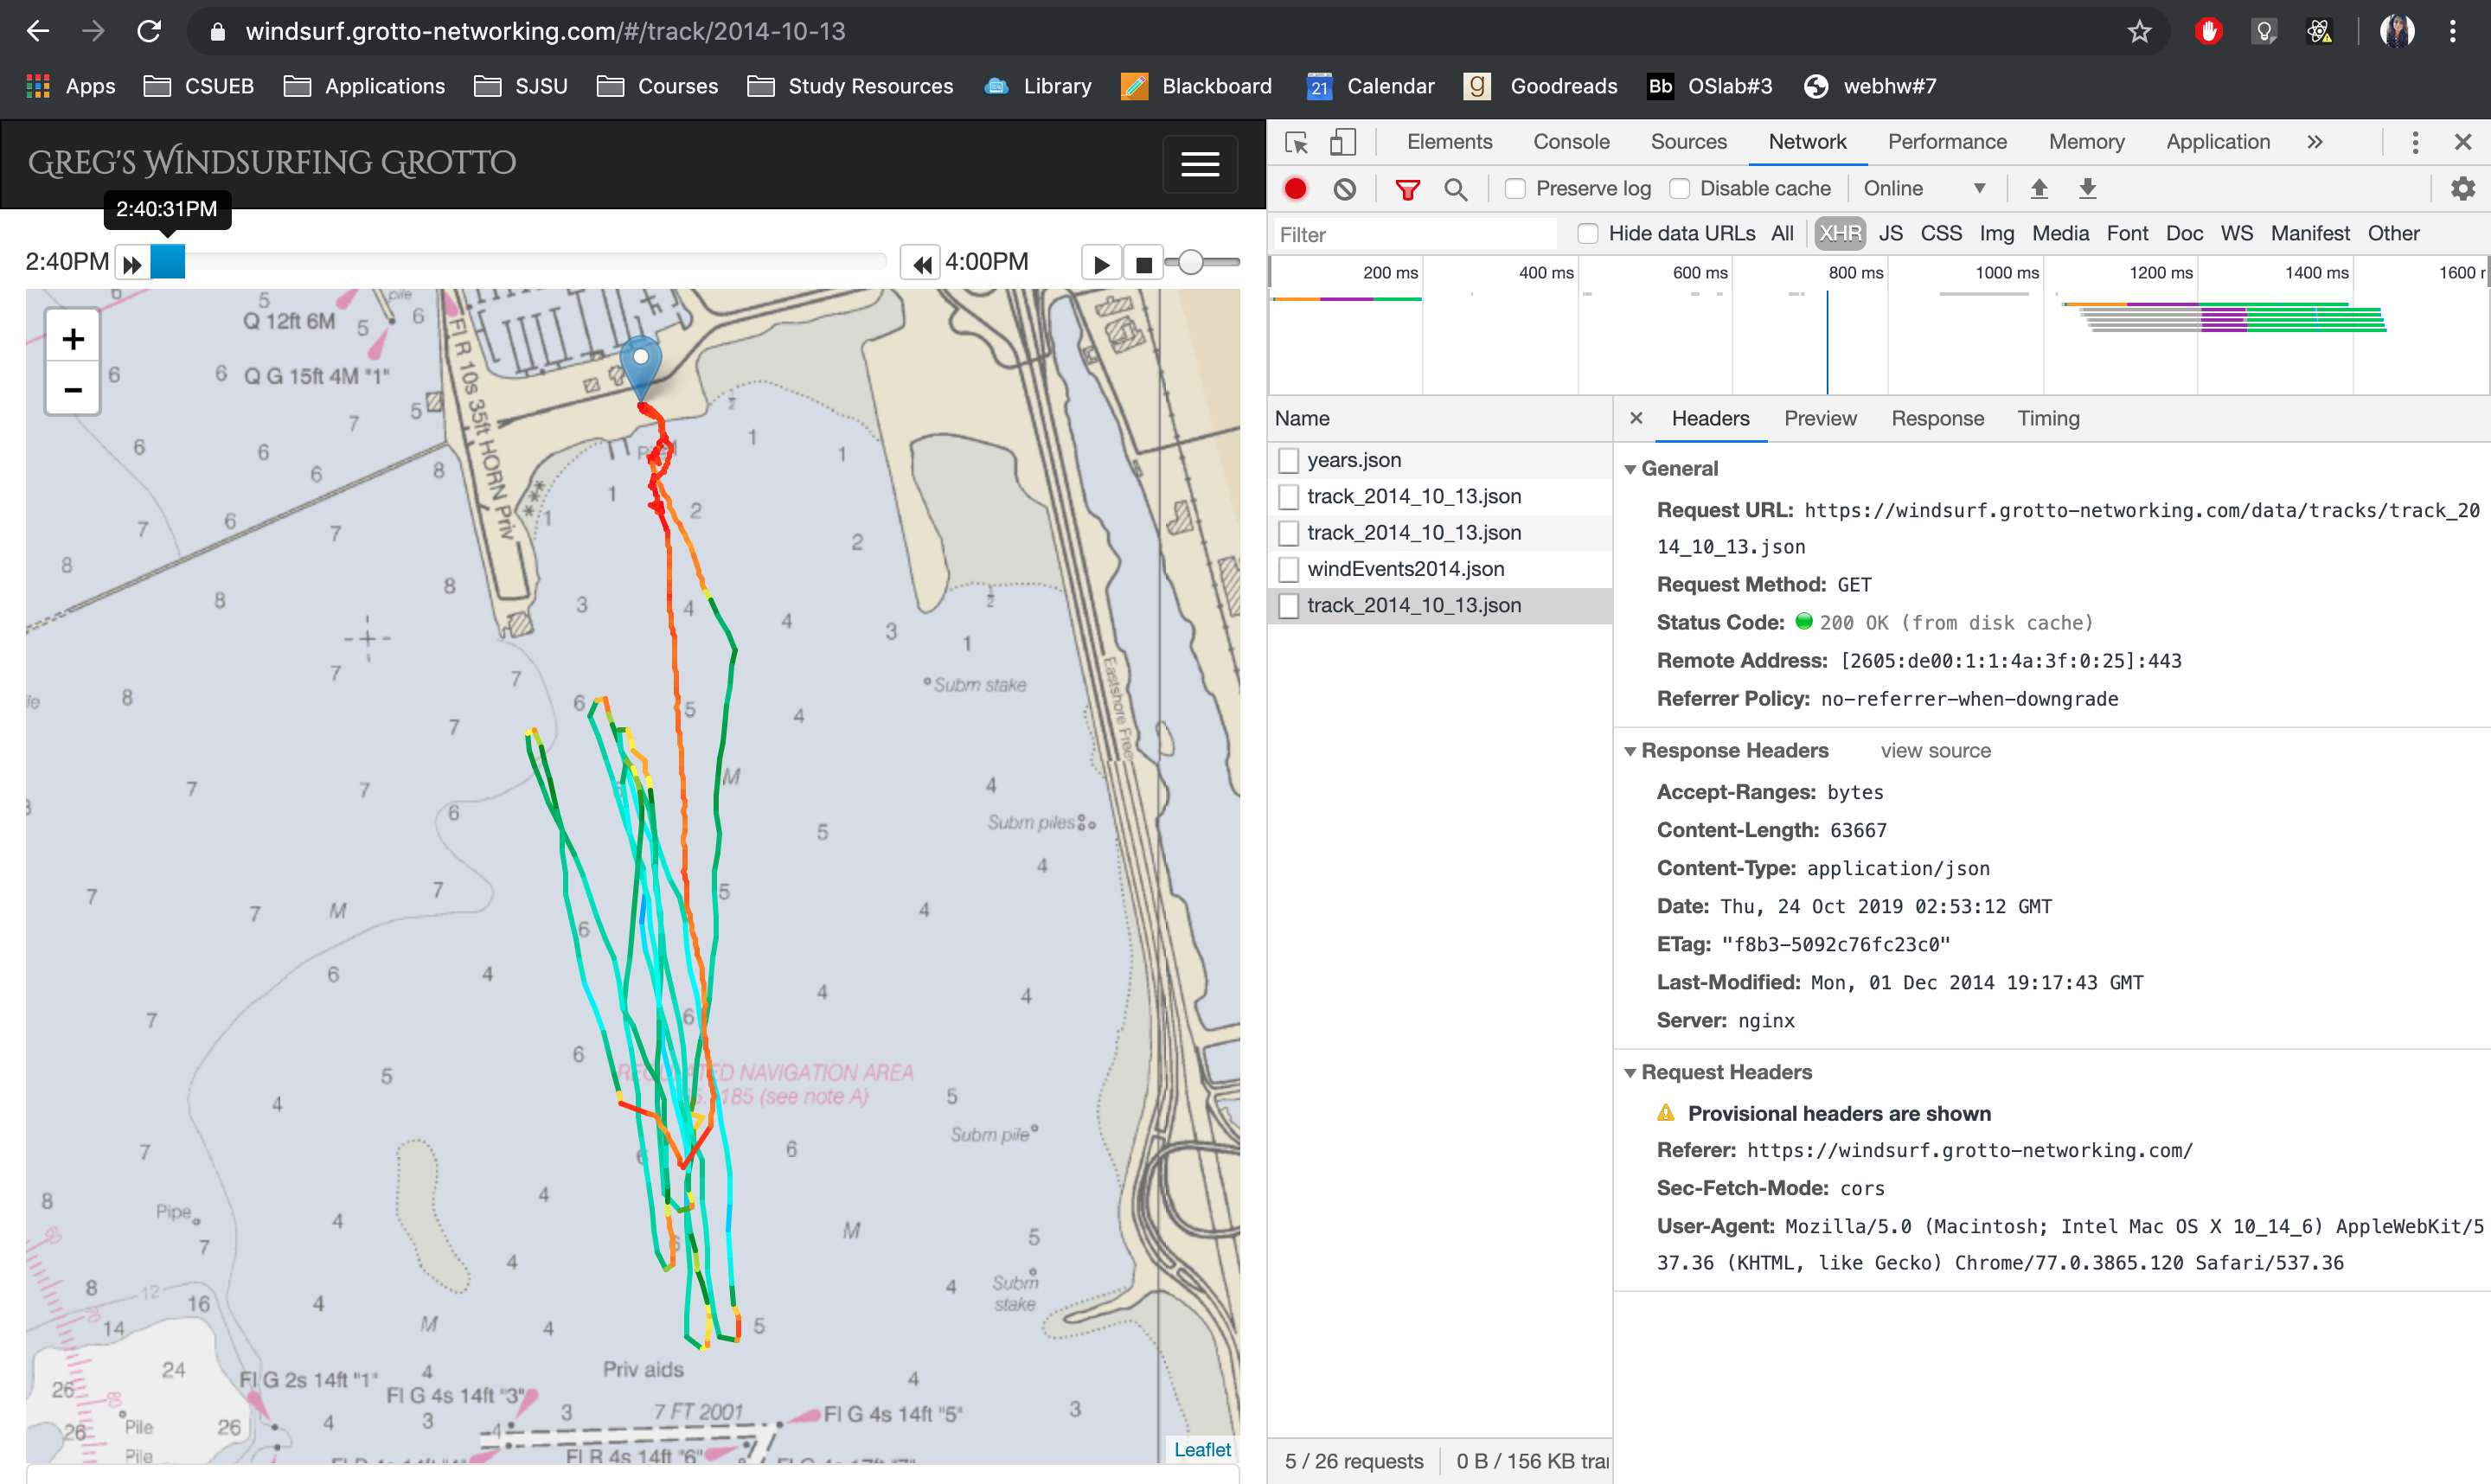 windsurf.grotto-networking.com/#/track/2014-10-13
Apps CSUEB Applications SJSU Courses Study Resources Library Blackboard 21 Calendar g Goodreads Bb OSlab#3 webhw#7
GREG'S WINDSURFING GROTTO
2:40:31PM
2:40PM 4:00PM
+
−
Q 12ft 6M
Q G 15ft 4M "1"
Fl R 10s 35ft HORN Priv
Subm stake
Eastshore Free
Subm piles
M
M
REGULATED NAVIGATION AREA
185 (see note A)
Subm pile
Pipe
M
Subm
stake
M
Priv aids
Fl G 2s 14ft "1"
Fl G 4s 14ft "3"
7 FT 2001
Fl G 4s 14ft "5"
Pile
Pile
Fl R 4s 14ft "6"
Leaflet
Elements Console Sources Network Performance Memory Application »
Preserve log Disable cache Online
Filter Hide data URLs All XHR JS CSS Img Media Font Doc WS Manifest Other
200 ms 400 ms 600 ms 800 ms 1000 ms 1200 ms 1400 ms 1600 r
Name
years.json
track_2014_10_13.json
track_2014_10_13.json
windEvents2014.json
track_2014_10_13.json
5 / 26 requests 0 B / 156 KB tra
× Headers Preview Response Timing
General
Request URL: https://windsurf.grotto-networking.com/data/tracks/track_20
14_10_13.json
Request Method: GET
Status Code: 200 OK (from disk cache)
Remote Address: [2605:de00:1:1:4a:3f:0:25]:443
Referrer Policy: no-referrer-when-downgrade
Response Headers view source
Accept-Ranges: bytes
Content-Length: 63667
Content-Type: application/json
Date: Thu, 24 Oct 2019 02:53:12 GMT
ETag: "f8b3-5092c76fc23c0"
Last-Modified: Mon, 01 Dec 2014 19:17:43 GMT
Server: nginx
Request Headers
Provisional headers are shown
Referer: https://windsurf.grotto-networking.com/
Sec-Fetch-Mode: cors
User-Agent: Mozilla/5.0 (Macintosh; Intel Mac OS X 10_14_6) AppleWebKit/5
37.36 (KHTML, like Gecko) Chrome/77.0.3865.120 Safari/537.36